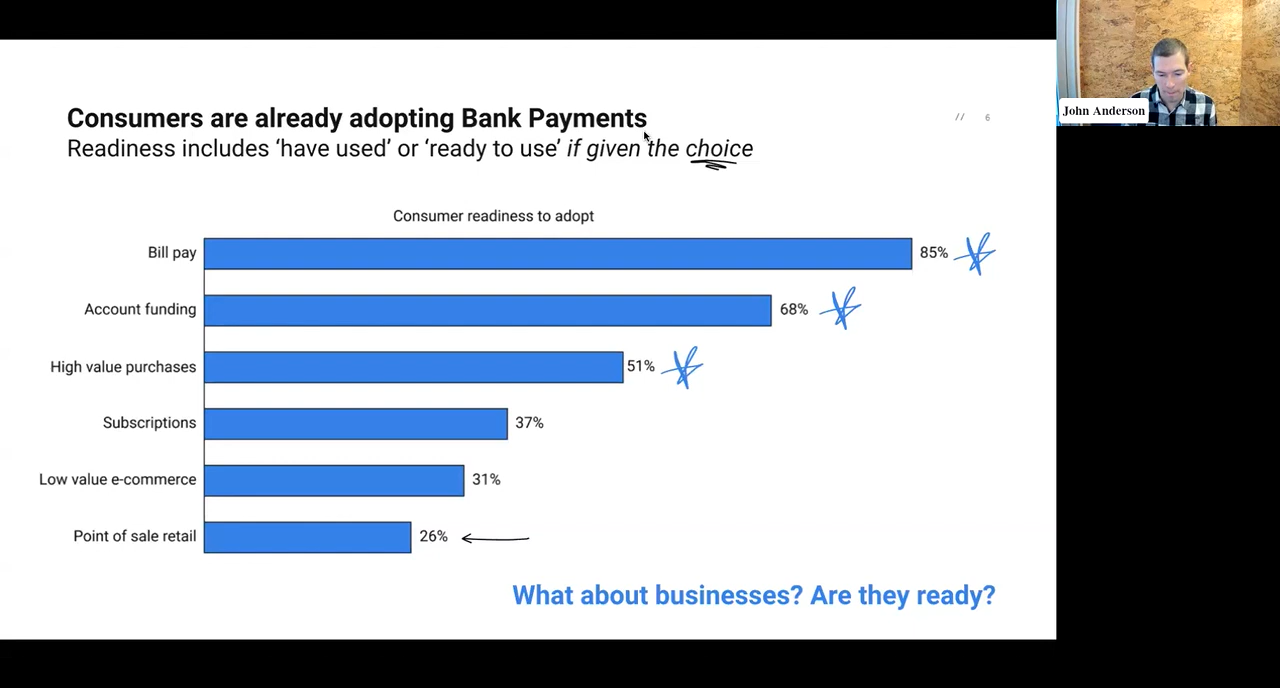 Consumers are already adopting Bank Payments
// 6
Readiness includes ‘have used’ or ‘ready to use’ if given the choice
Consumer readiness to adopt
Bill pay 85%
Account funding 68%
High value purchases 51%
Subscriptions 37%
Low value e-commerce 31%
Point of sale retail 26%
What about businesses? Are they ready?
John Anderson